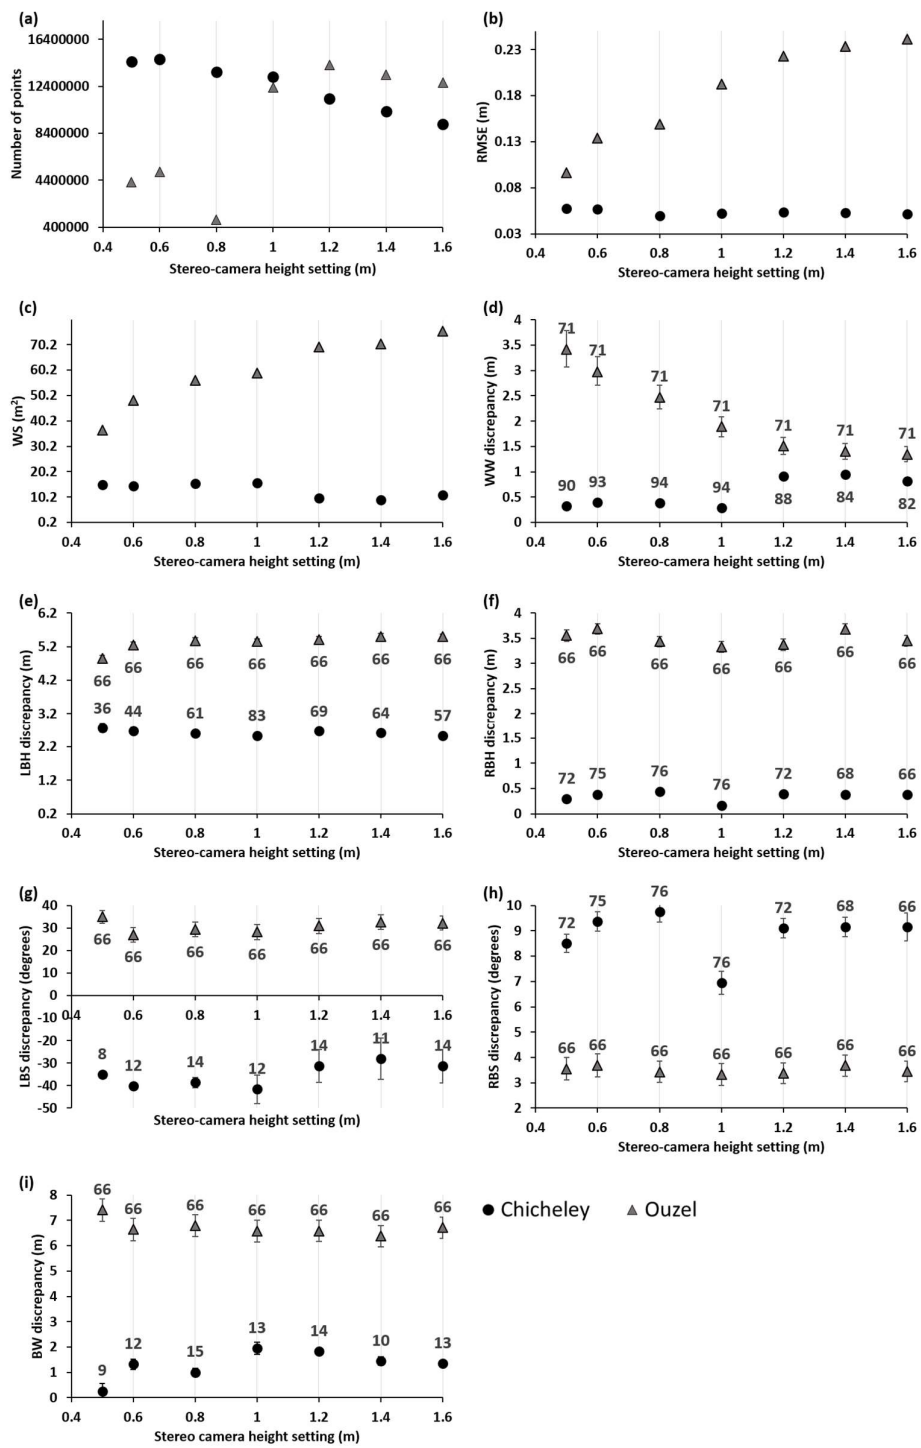 (a)
16400000
12400000
8400000
4400000
400000
Number of points
0.4 0.6 0.8 1 1.2 1.4 1.6
Stereo-camera height setting (m)
(b)
0.23
0.18
0.13
0.08
0.03
RMSE (m)
0.4 0.6 0.8 1 1.2 1.4 1.6
Stereo-camera height setting (m)
(c)
70.2
60.2
50.2
40.2
30.2
20.2
10.2
0.2
WS (m²)
0.4 0.6 0.8 1 1.2 1.4 1.6
Stereo-camera height setting (m)
(d)
4
3.5
3
2.5
2
1.5
1
0.5
0
WW discrepancy (m)
71 71 71 71 71 71 71
90 93 94 94 88 84 82
0.4 0.6 0.8 1 1.2 1.4 1.6
Stereo-camera height setting (m)
(e)
6.2
5.2
4.2
3.2
2.2
1.2
0.2
LBH discrepancy (m)
66 66 66 66 66 66 66
36 44 61 83 69 64 57
0.4 0.6 0.8 1 1.2 1.4 1.6
Stereo-camera height setting (m)
(f)
4
3.5
3
2.5
2
1.5
1
0.5
0
RBH discrepancy (m)
66 66 66 66 66 66 66
72 75 76 76 72 68 66
0.4 0.6 0.8 1 1.2 1.4 1.6
Stereo-camera height setting (m)
(g)
40
30
20
10
0
-10
-20
-30
-40
-50
LBS discrepancy (degrees)
66 66 66 66 66 66 66
0.4 0.6 0.8 1 1.2 1.4 1.6
8 12 14 12 14 11 14
Stereo-camera height setting (m)
(h)
10
9
8
7
6
5
4
3
2
RBS discrepancy (degrees)
72 75 76 76 72 68 66
66 66 66 66 66 66 66
0.4 0.6 0.8 1 1.2 1.4 1.6
Stereo-camera height setting (m)
(i)
8
7
6
5
4
3
2
1
0
BW discrepancy (m)
66 66 66 66 66 66 66
9 12 15 13 14 10 13
0.4 0.6 0.8 1 1.2 1.4 1.6
Stereo camera height setting (m)
Chicheley Ouzel